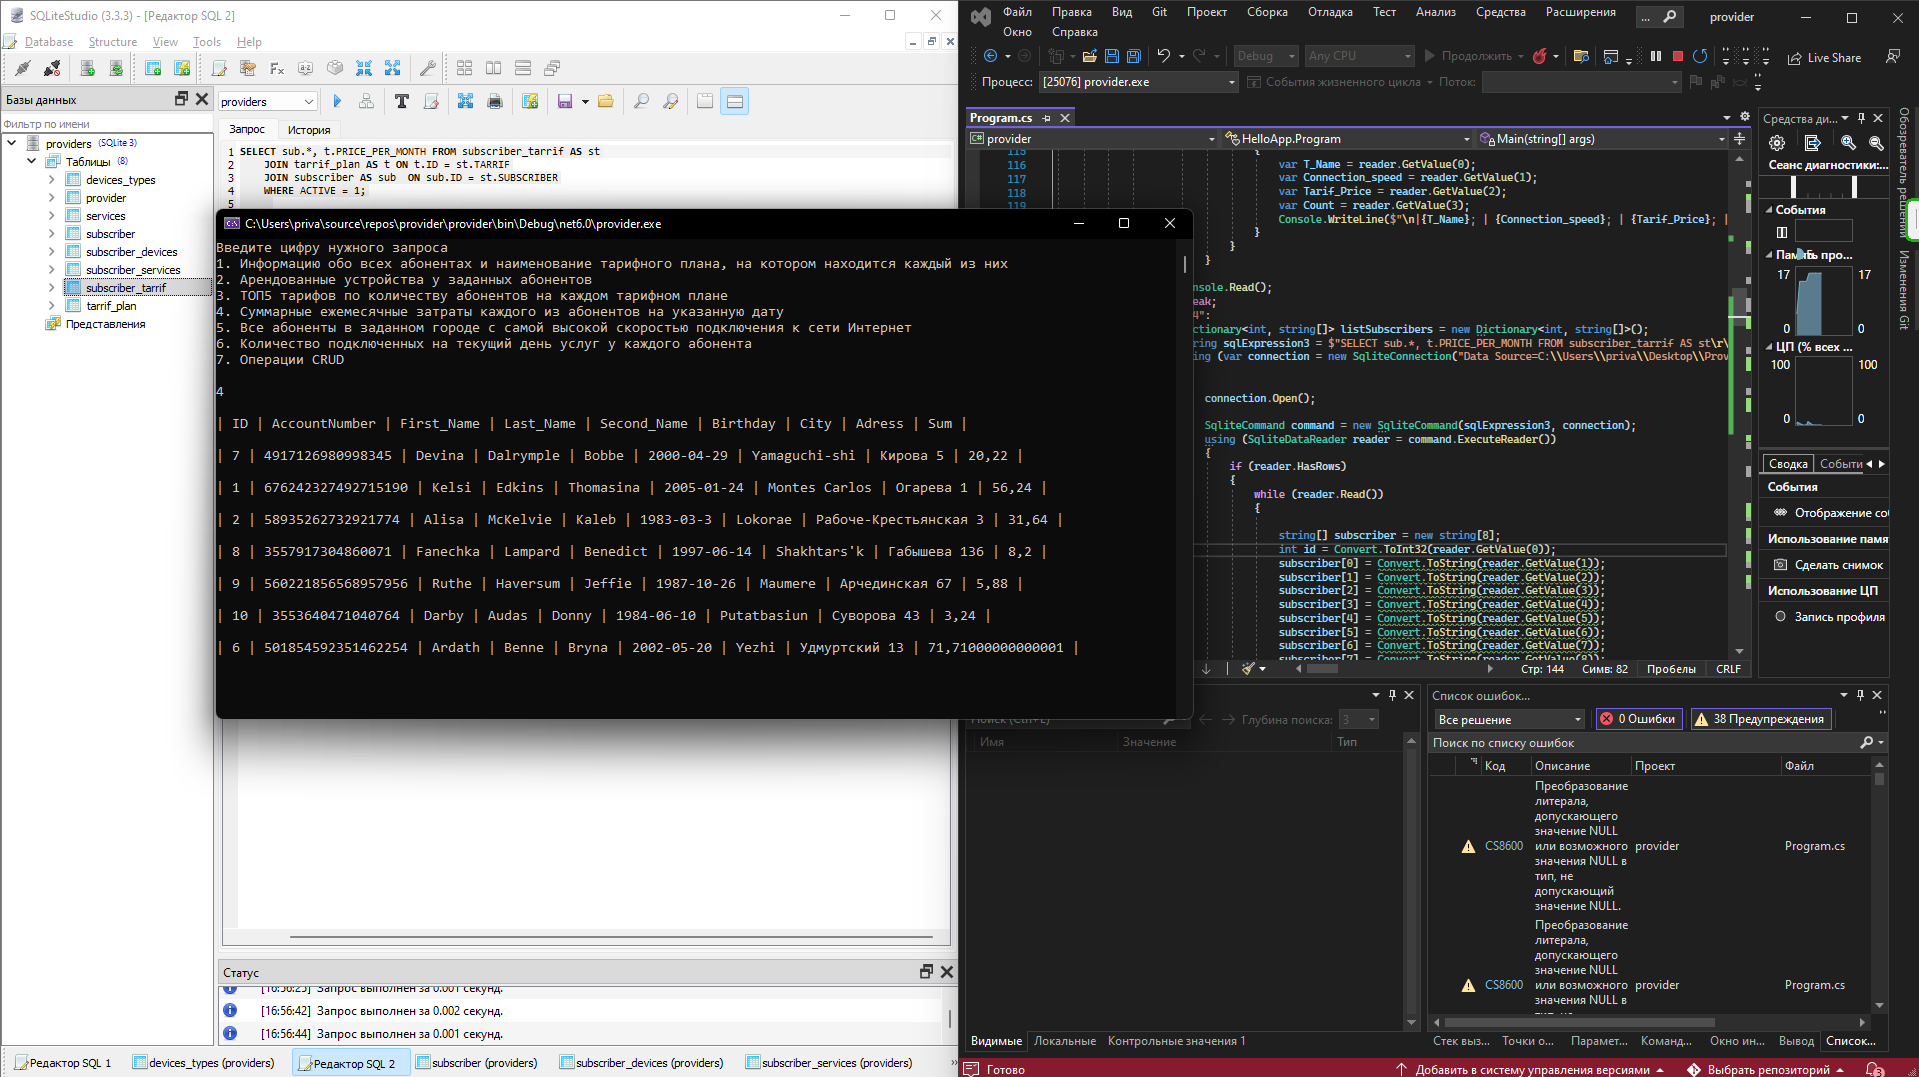 SQLiteStudio (3.3.3) - [Редактор SQL 2]
Database Structure View Tools Help
Базы данных
Фильтр по имени
providers (SQLite 3)
Таблицы (8)
devices_types
provider
services
subscriber
subscriber_devices
subscriber_services
subscriber_tarrif
tarrif_plan
Представления
providers
Запрос История
1 SELECT sub.*, t.PRICE_PER_MONTH FROM subscriber_tarrif AS st
2 JOIN tarrif_plan AS t ON t.ID = st.TARRIF
3 JOIN subscriber AS sub ON sub.ID = st.SUBSCRIBER
4 WHERE ACTIVE = 1;
5
C:\Users\priva\source\repos\provider\provider\bin\Debug\net6.0\provider.exe
Введите цифру нужного запроса
1. Информацию обо всех абонентах и наименование тарифного плана, на котором находится каждый из них
2. Арендованные устройства у заданных абонентов
3. ТОП5 тарифов по количеству абонентов на каждом тарифном плане
4. Суммарные ежемесячные затраты каждого из абонентов на указанную дату
5. Все абоненты в заданном городе с самой высокой скоростью подключения к сети Интернет
6. Количество подключенных на текущий день услуг у каждого абонента
7. Операции CRUD
4
| ID | AccountNumber | First_Name | Last_Name | Second_Name | Birthday | City | Adress | Sum |
| 7 | 4917126980998345 | Devina | Dalrymple | Bobbe | 2000-04-29 | Yamaguchi-shi | Кирова 5 | 20,22 |
| 1 | 676242327492715190 | Kelsi | Edkins | Thomasina | 2005-01-24 | Montes Carlos | Огарева 1 | 56,24 |
| 2 | 58935262732921774 | Alisa | McKelvie | Kaleb | 1983-03-3 | Lokorae | Рабоче-Крестьянская 3 | 31,64 |
| 8 | 3557917304860071 | Fanechka | Lampard | Benedict | 1997-06-14 | Shakhtars'k | Габышева 136 | 8,2 |
| 9 | 560221856568957956 | Ruthe | Haversum | Jeffie | 1987-10-26 | Maumere | Арчединская 67 | 5,88 |
| 10 | 3553640471040764 | Darby | Audas | Donny | 1984-06-10 | Putatbasiun | Суворова 43 | 3,24 |
| 6 | 501854592351462254 | Ardath | Benne | Bryna | 2002-05-20 | Yezhi | Удмуртский 13 | 71,71000000000001 |
Статус
[16:56:25] Запрос выполнен за 0.001 секунд.
[16:56:42] Запрос выполнен за 0.002 секунд.
[16:56:44] Запрос выполнен за 0.001 секунд.
Редактор SQL 1 devices_types (providers) Редактор SQL 2 subscriber (providers) subscriber_devices (providers) subscriber_services (providers)
Файл Правка Вид Git Проект Сборка Отладка Тест Анализ Средства Расширения ... provider
Окно Справка
Debug Any CPU Продолжить Live Share
Процесс: [25076] provider.exe События жизненного цикла Поток:
Program.cs
provider HelloApp.Program Main(string[] args)
115 {
116 var T_Name = reader.GetValue(0);
117 var Connection_speed = reader.GetValue(1);
118 var Tarif_Price = reader.GetValue(2);
119 var Count = reader.GetValue(3);
Console.WriteLine($"\n|{T_Name}; | {Connection_speed}; | {Tarif_Price}; |
}
}
}
nsole.Read();
eak;
4":
ctionary<int, string[]> listSubscribers = new Dictionary<int, string[]>();
ring sqlExpression3 = $"SELECT sub.*, t.PRICE_PER_MONTH FROM subscriber_tarrif AS st\r\
ing (var connection = new SqliteConnection("Data Source=C:\\Users\\priva\\Desktop\\Prov
connection.Open();
SqliteCommand command = new SqliteCommand(sqlExpression3, connection);
using (SqliteDataReader reader = command.ExecuteReader())
{
if (reader.HasRows)
{
while (reader.Read())
{
string[] subscriber = new string[8];
int id = Convert.ToInt32(reader.GetValue(0));
subscriber[0] = Convert.ToString(reader.GetValue(1));
subscriber[1] = Convert.ToString(reader.GetValue(2));
subscriber[2] = Convert.ToString(reader.GetValue(3));
subscriber[3] = Convert.ToString(reader.GetValue(4));
subscriber[4] = Convert.ToString(reader.GetValue(5));
subscriber[5] = Convert.ToString(reader.GetValue(6));
subscriber[6] = Convert.ToString(reader.GetValue(7));
subscriber[7] = Convert.ToString(reader.GetValue(8));
Стр: 144 Симв: 82 Пробелы CRLF
Средства ди...
Сеанс диагностики:...
События
Память про...
17 17
0 0
ЦП (% всех ...
100 100
0 0
Сводка Событи
События
Отображение со
Использование памя
Сделать снимок
Использование ЦП
Запись профиля
Обозреватель решений
Изменения Git
Поиск (Ctrl+E) Глубина поиска: 3
Имя Значение Тип
Видимые Локальные Контрольные значения 1
Список ошибок...
Все решение 0 Ошибки 38 Предупреждения
Поиск по списку ошибок
Код Описание Проект Файл
Преобразование
литерала,
допускающего
значение NULL
CS8600 или возможного provider Program.cs
значения NULL в
тип, не
допускающий
значение NULL.
Преобразование
литерала,
допускающего
значение NULL
CS8600 или возможного provider Program.cs
значения NULL в
Стек выз... Точки о... Парамет... Команд... Окно ин... Вывод Список...
Готово Добавить в систему управления версиями Выбрать репозиторий 3